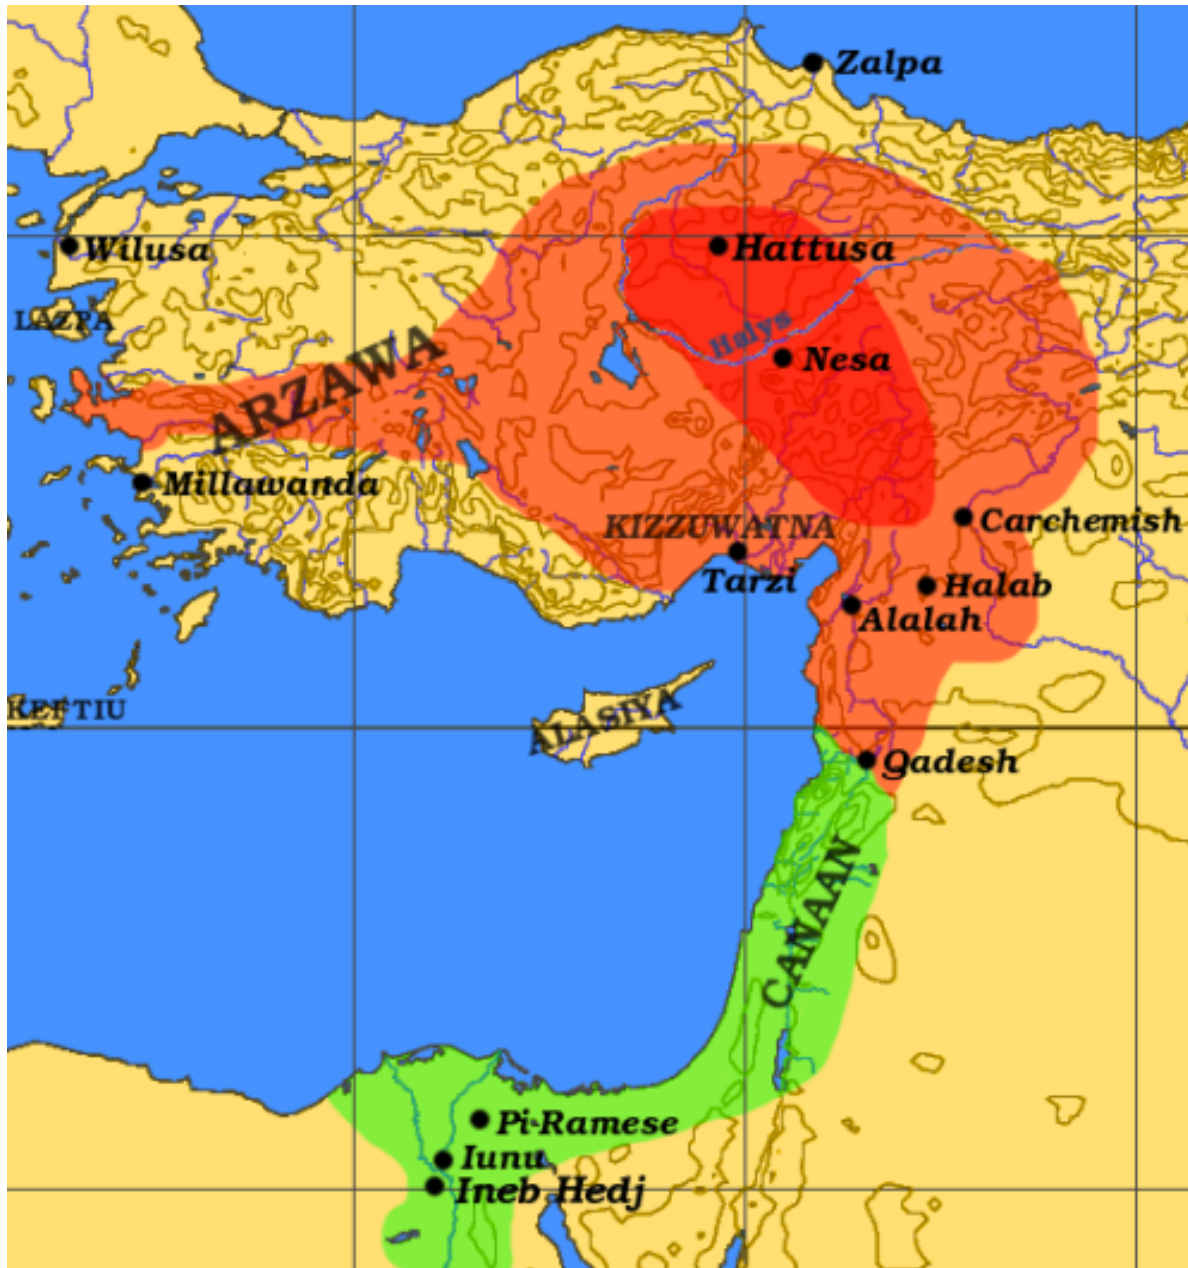 Zalpa
Wilusa
Hattusa
LAZPA
Halys
ARZAWA
Nesa
Millawanda
KIZZUWATNA
Carchemish
Tarzi
Halab
Alalah
KEFTIU
ALASIYA
Qadesh
CANAAN
Pi-Ramese
Iunu
Ineb Hedj